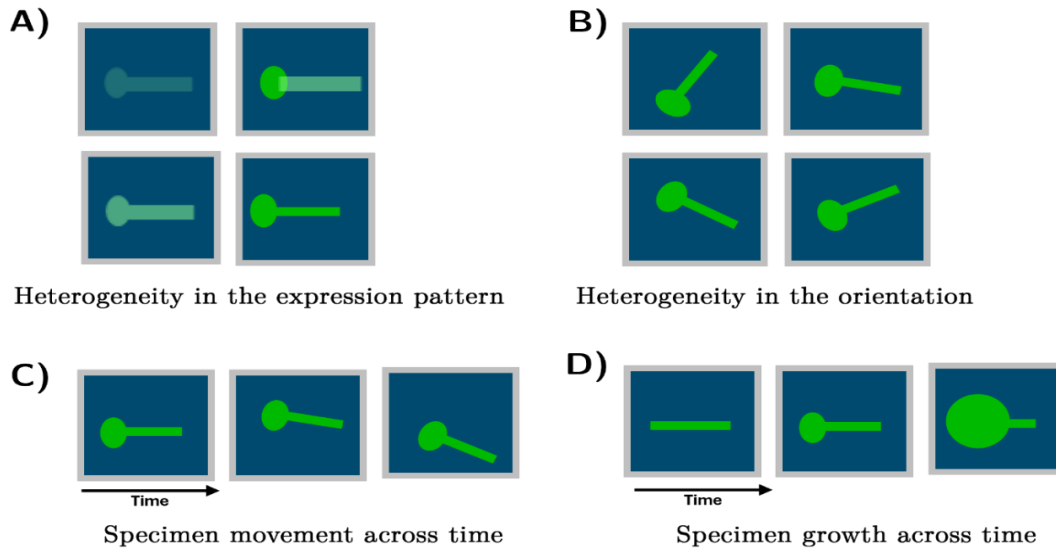 A)
B)
Heterogeneity in the expression pattern
Heterogeneity in the orientation
C)
D)
Time
Time
Specimen movement across time
Specimen growth across time